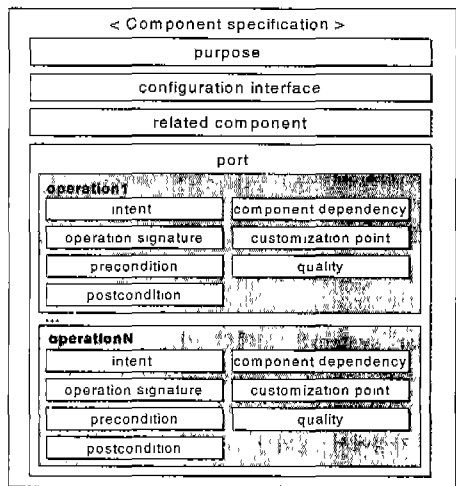 < Component specification >
purpose
configuration interface
related component
port
operation1
intent
component dependency
operation signature
customization point
precondition
quality
postcondition
...
operationN
intent
component dependency
operation signature
customization point
precondition
quality
postcondition